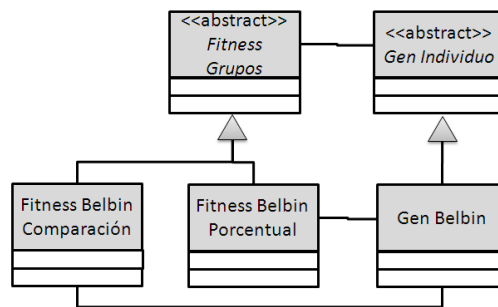 <<abstract>>
Fitness
Grupos
<<abstract>>
Gen Individuo
Fitness Belbin
Comparación
Fitness Belbin
Porcentual
Gen Belbin